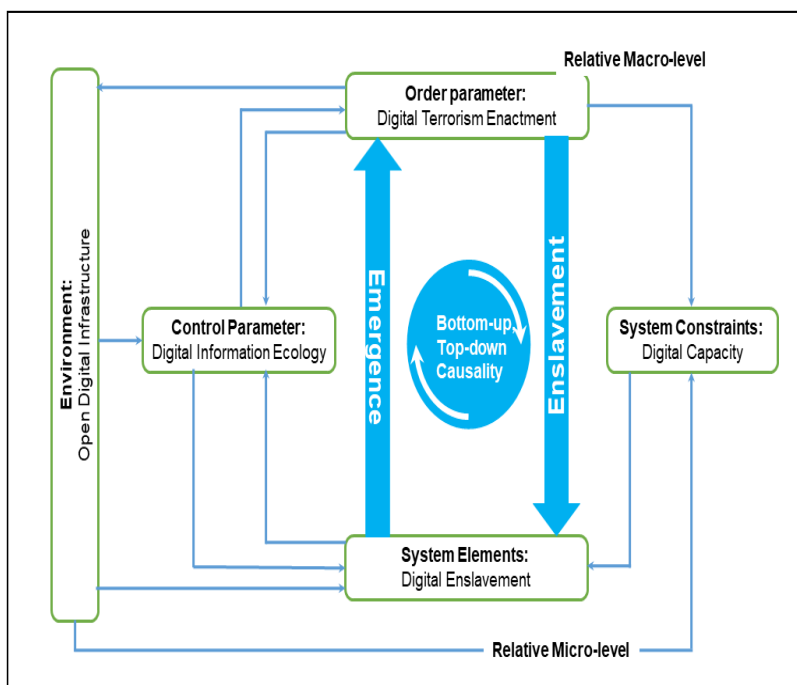 Relative Macro-level
Order parameter:
Digital Terrorism Enactment
Environment:
Open Digital Infrastructure
Emergence
Enslavement
Control Parameter:
Digital Information Ecology
Bottom-up,
Top-down
Causality
System Constraints:
Digital Capacity
System Elements:
Digital Enslavement
Relative Micro-level